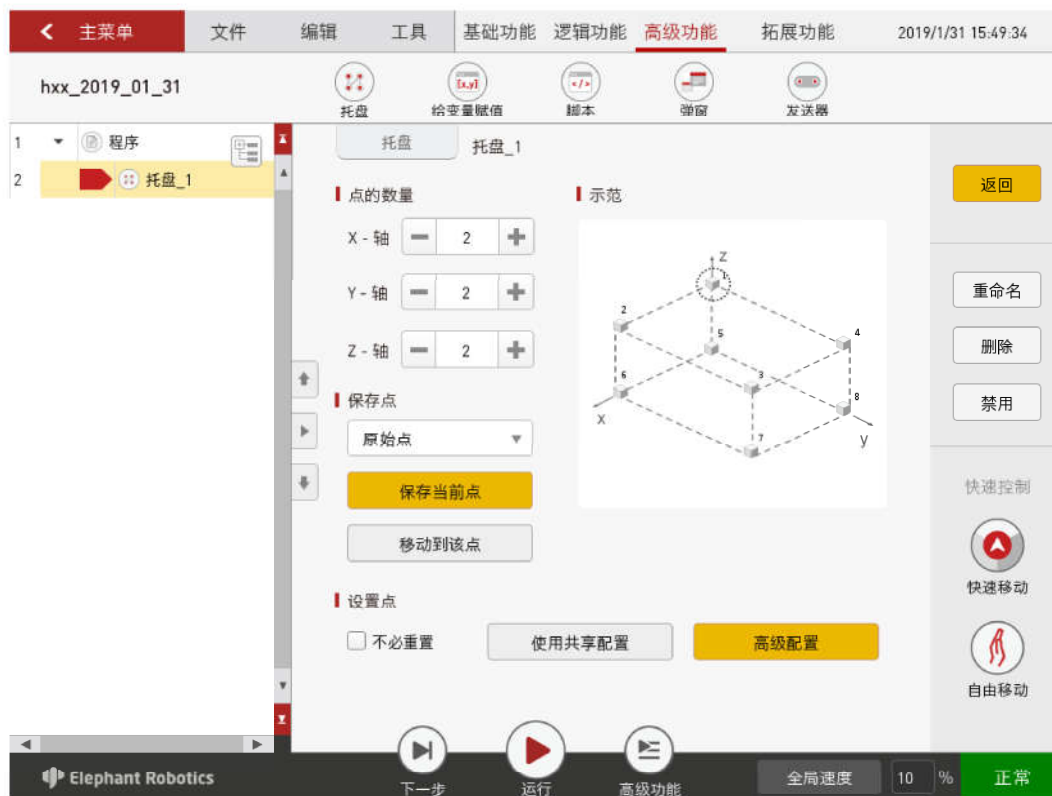 主菜单 文件 编辑 工具 基础功能 逻辑功能 高级功能 拓展功能 2019/1/31 15:49:34
hxx_2019_01_31
托盘 给变量赋值 脚本 弹窗 发送器
1 程序
2 托盘_1
托盘 托盘_1
点的数量
X - 轴 2
Y - 轴 2
Z - 轴 2
保存点
原始点
保存当前点
移动到该点
示范
Z
1
2
5
4
3
6
8
X
7
y
设置点
不必重置 使用共享配置 高级配置
返回
重命名
删除
禁用
快速控制
快速移动
自由移动
Elephant Robotics 下一步 运行 高级功能 全局速度 10 % 正常